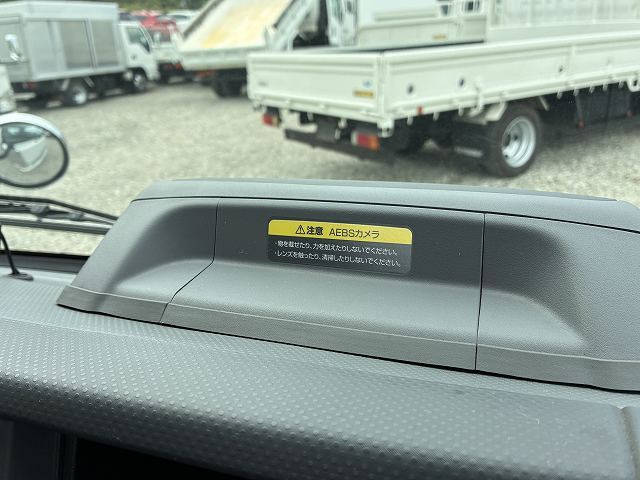 ⚠注意 AEBSカメラ
・物を載せたり、力を加えたりしないでください。
・レンズを触ったり、清掃したりしないでください。